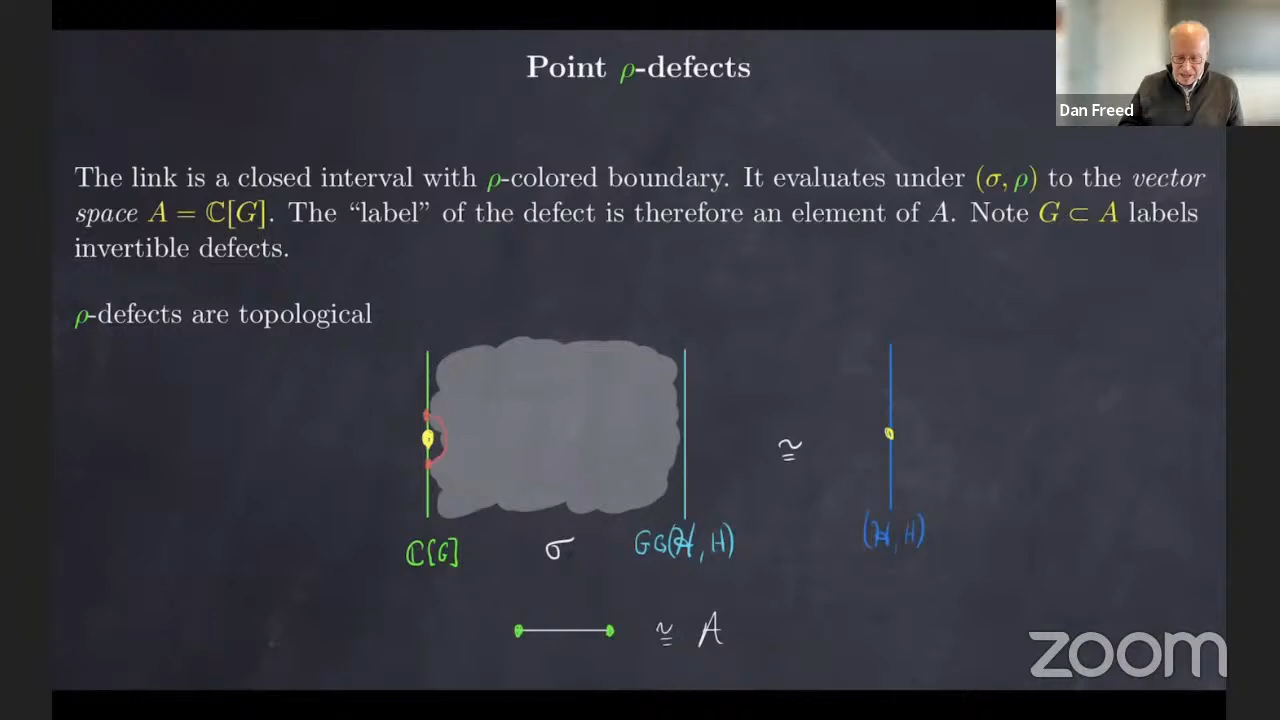 Point ρ-defects
Dan Freed
The link is a closed interval with ρ-colored boundary. It evaluates under (σ, ρ) to the vector
space A = ℂ[G]. The “label” of the defect is therefore an element of A. Note G ⊂ A labels
invertible defects.
ρ-defects are topological
≅
ℂ[G] σ GG(ℋ, H) (ℋ, H)
≅ A
zoom